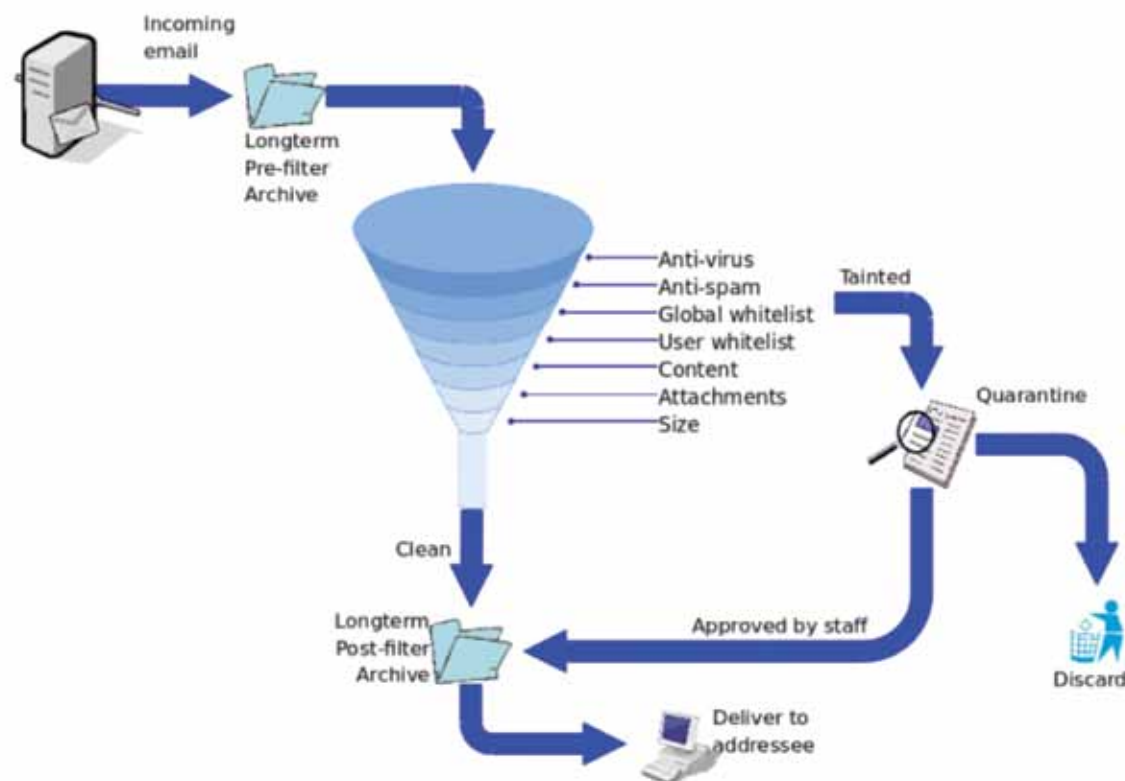 Incoming
email
Longterm
Pre-filter
Archive
Anti-virus
Anti-spam
Global whitelist
User whitelist
Content
Attachments
Size
Tainted
Quarantine
Clean
Longterm
Post-filter
Archive
Approved by staff
Discard
Deliver to
addressee